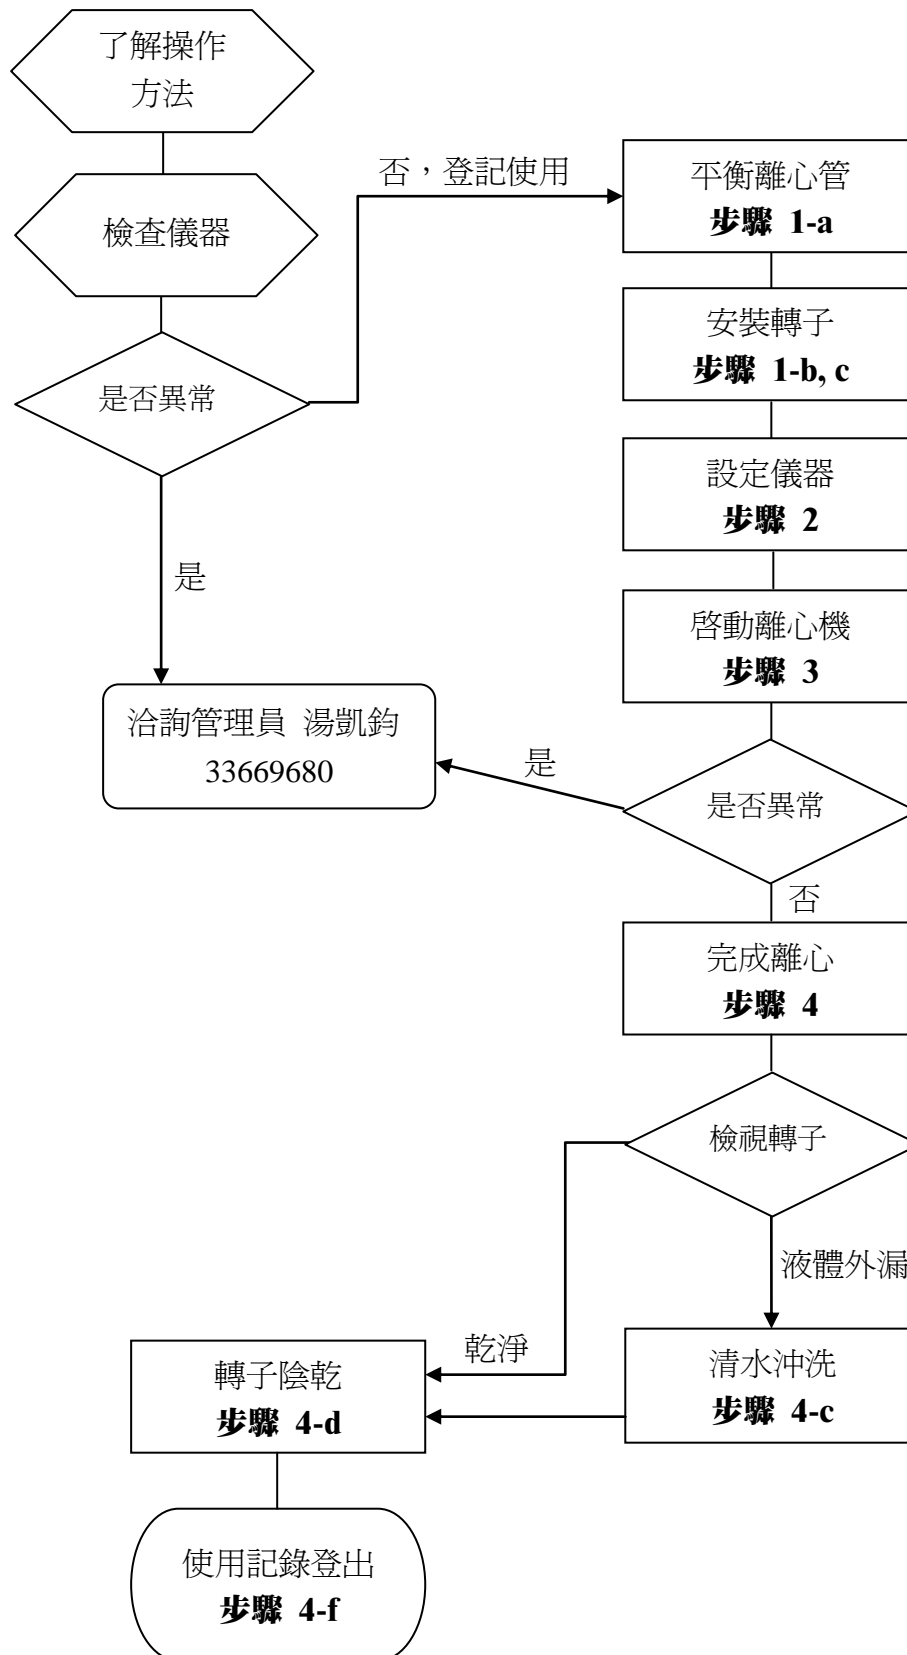 了解操作
方法
檢查儀器
是否異常
是
否，登記使用
平衡離心管
步驟 1-a
安裝轉子
步驟 1-b, c
設定儀器
步驟 2
啓動離心機
步驟 3
是否異常
是
洽詢管理員 湯凱鈞
33669680
否
完成離心
步驟 4
檢視轉子
液體外漏
乾淨
清水沖洗
步驟 4-c
轉子陰乾
步驟 4-d
使用記錄登出
步驟 4-f